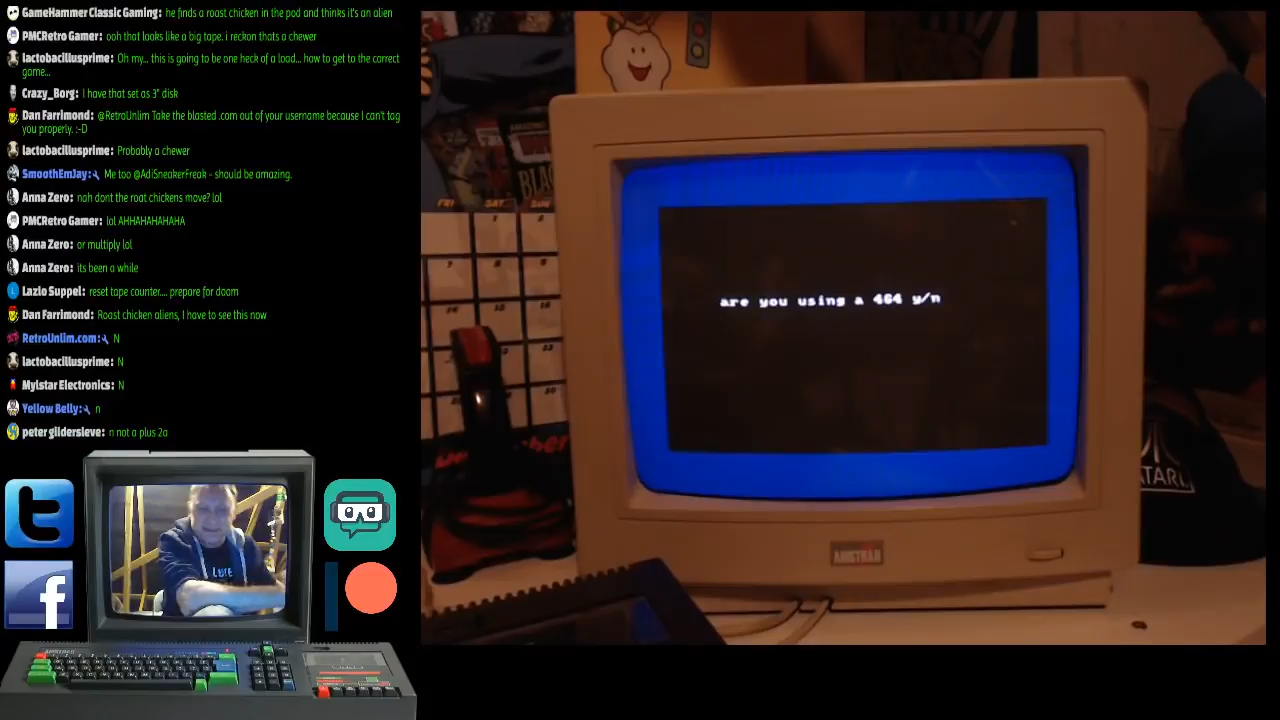 GameHammer Classic Gaming: he finds a roast chicken in the pod and thinks it's an alien
PMCRetro Gamer: ooh that looks like a big tape. i reckon thats a chewer
lactobacillusprime: Oh my... this is going to be one heck of a load... how to get to the correct
game...
Crazy_Borg: I have that set as 3" disk
Dan Farrimond: @RetroUnlim Take the blasted .com out of your username because I can't tag
you properly. :-D
lactobacillusprime: Probably a chewer
SmoothEmJay: Me too @AdiSneakerFreak - should be amazing.
Anna Zero: nah dont the roat chickens move? lol
PMCRetro Gamer: lol AHHAHAHAHAHA
Anna Zero: or multiply lol
Anna Zero: its been a while
Lazlo Suppel: reset tape counter.... prepare for doom
Dan Farrimond: Roast chicken aliens, I have to see this now
RetroUnlim.com: N
lactobacillusprime: N
Mylstar Electronics: N
Yellow Belly: n
peter gildersleve: n not a plus 2a
are you using a 464 y/n
FRI SAT SUN
BLAC
ATARI
AMSTRAD